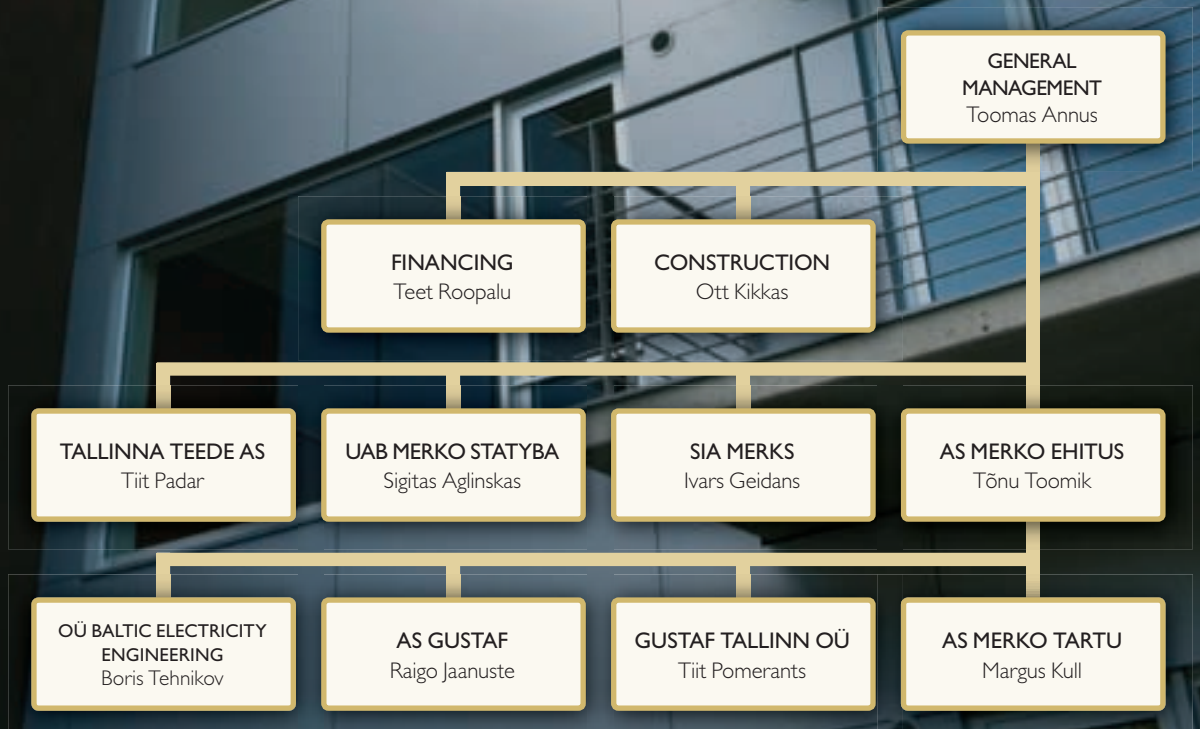 GENERAL
MANAGEMENT
Toomas Annus
FINANCING
Teet Roopalu
CONSTRUCTION
Ott Kikkas
TALLINNA TEEDE AS
Tiit Padar
UAB MERKO STATYBA
Sigitas Aglinskas
SIA MERKS
Ivars Geidans
AS MERKO EHITUS
Tõnu Toomik
OÜ BALTIC ELECTRICITY
ENGINEERING
Boris Tehnikov
AS GUSTAF
Raigo Jaanuste
GUSTAF TALLINN OÜ
Tiit Pomerants
AS MERKO TARTU
Margus Kull